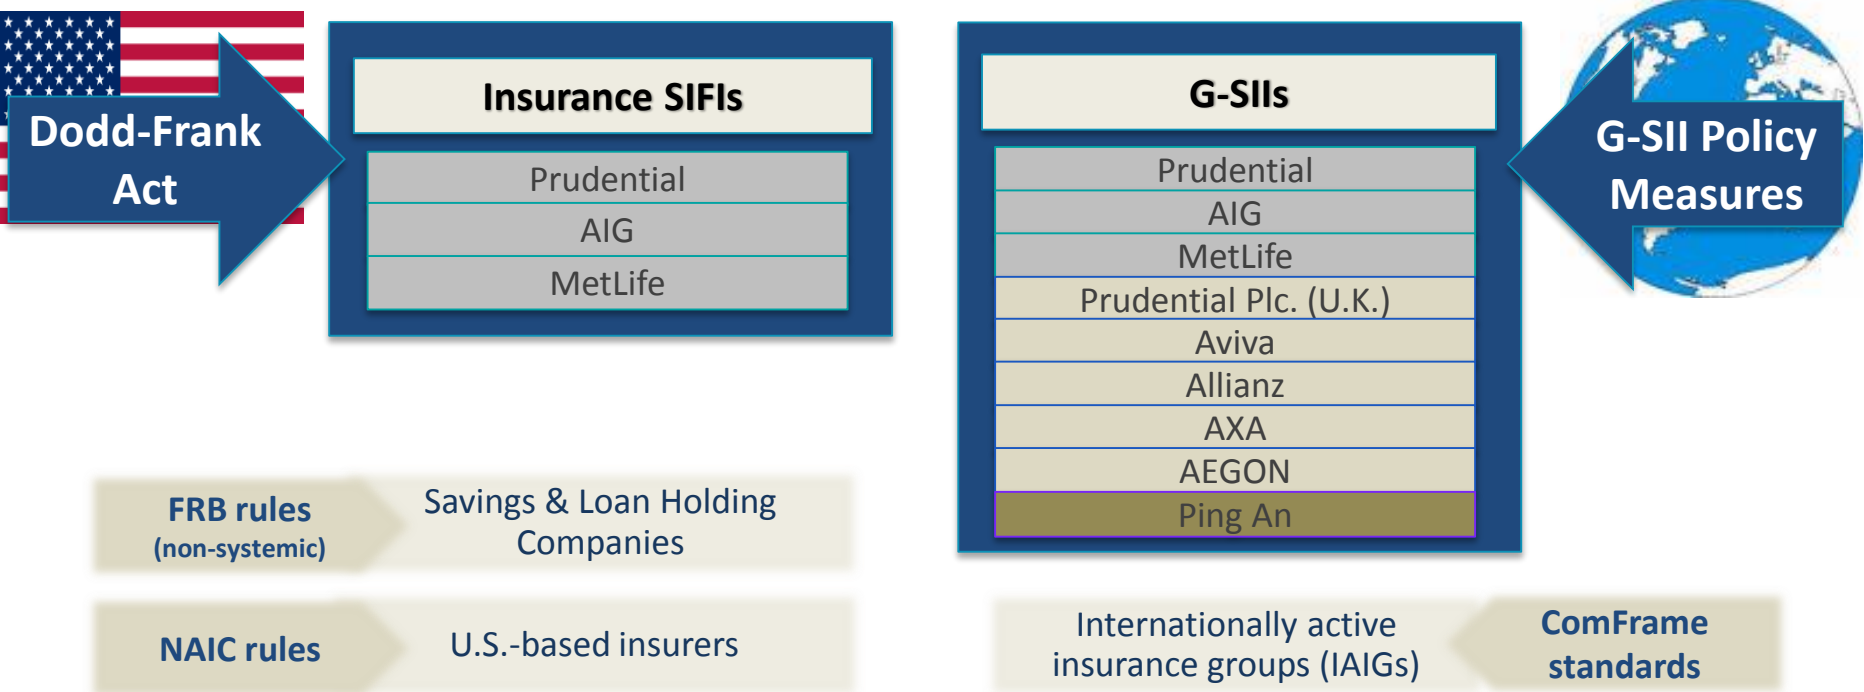 Dodd-Frank
Act
Insurance SIFIs
Prudential
AIG
MetLife
G-SIIs
Prudential
AIG
MetLife
Prudential Plc. (U.K.)
Aviva
Allianz
AXA
AEGON
Ping An
G-SII Policy
Measures
FRB rules
(non-systemic)
Savings & Loan Holding
Companies
NAIC rules
U.S.-based insurers
Internationally active
insurance groups (IAIGs)
ComFrame
standards